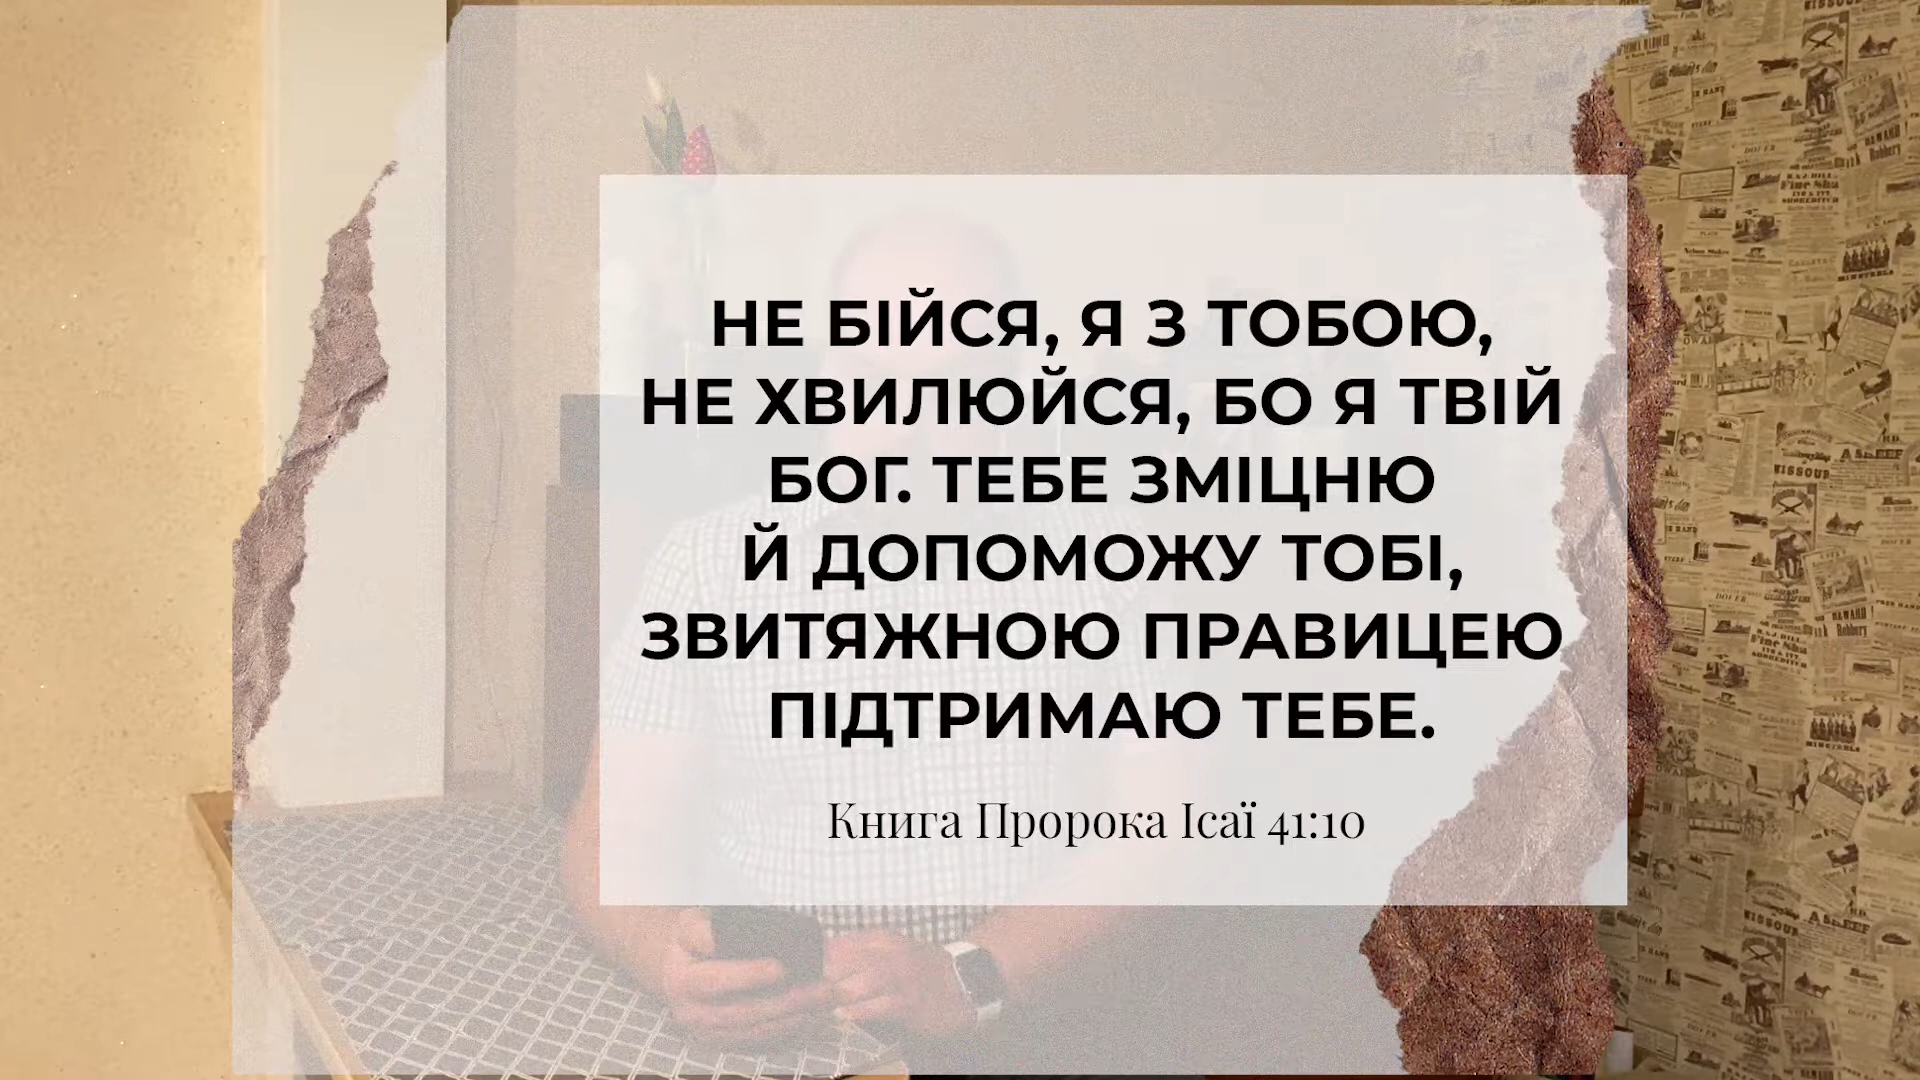 НЕ БІЙСЯ, Я З ТОБОЮ,
НЕ ХВИЛЮЙСЯ, БО Я ТВІЙ
БОГ. ТЕБЕ ЗМІЦНЮ
Й ДОПОМОЖУ ТОБІ,
ЗВИТЯЖНОЮ ПРАВИЦЕЮ
ПІДТРИМАЮ ТЕБЕ.
Книга Пророка Ісаї 41:10